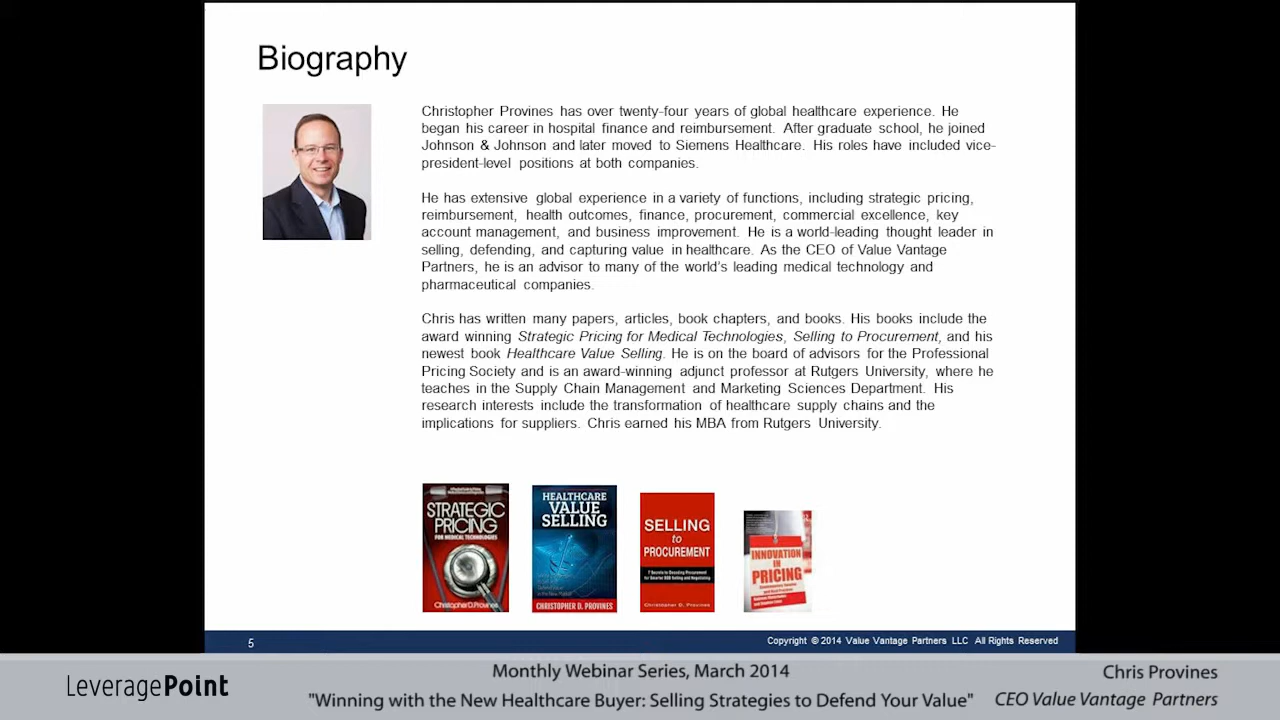 Biography
Christopher Provines has over twenty-four years of global healthcare experience. He
began his career in hospital finance and reimbursement. After graduate school, he joined
Johnson & Johnson and later moved to Siemens Healthcare. His roles have included vice-
president-level positions at both companies.
He has extensive global experience in a variety of functions, including strategic pricing,
reimbursement, health outcomes, finance, procurement, commercial excellence, key
account management, and business improvement. He is a world-leading thought leader in
selling, defending, and capturing value in healthcare. As the CEO of Value Vantage
Partners, he is an advisor to many of the world's leading medical technology and
pharmaceutical companies.
Chris has written many papers, articles, book chapters, and books. His books include the
award winning Strategic Pricing for Medical Technologies, Selling to Procurement, and his
newest book Healthcare Value Selling. He is on the board of advisors for the Professional
Pricing Society and is an award-winning adjunct professor at Rutgers University, where he
teaches in the Supply Chain Management and Marketing Sciences Department. His
research interests include the transformation of healthcare supply chains and the
implications for suppliers. Chris earned his MBA from Rutgers University.
STRATEGIC
PRICING
FOR MEDICAL TECHNOLOGIES
Christopher D. Provines
HEALTHCARE
VALUE
SELLING
CHRISTOPHER D. PROVINES
SELLING
to
PROCUREMENT
7 Secrets to Decoding Procurement
for Smarter B2B Selling and Negotiating
Christopher D. Provines
INNOVATION
IN
PRICING
5
Copyright © 2014 Value Vantage Partners LLC All Rights Reserved
LeveragePoint
Monthly Webinar Series, March 2014
"Winning with the New Healthcare Buyer: Selling Strategies to Defend Your Value"
Chris Provines
CEO Value Vantage Partners